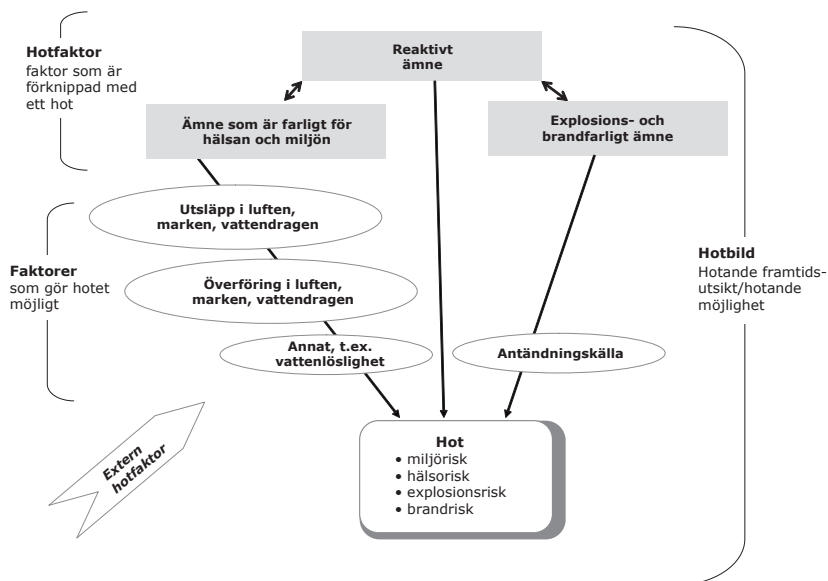 Hotfaktor
faktor som är
förknippad med
ett hot
Reaktivt
ämne
Ämne som är farligt för
hälsan och miljön
Explosions- och
brandfarligt ämne
Utsläpp i luften,
marken, vattendragen
Faktorer
som gör hotet
möjligt
Överföring i luften,
marken, vattendragen
Annat, t.ex.
vattenlöslighet
Antändningskälla
Hotbild
Hotande framtids-
utsikt/hotande
möjlighet
Extern
hotfaktor
Hot
• miljörisk
• hälsorisk
• explosionsrisk
• brandrisk